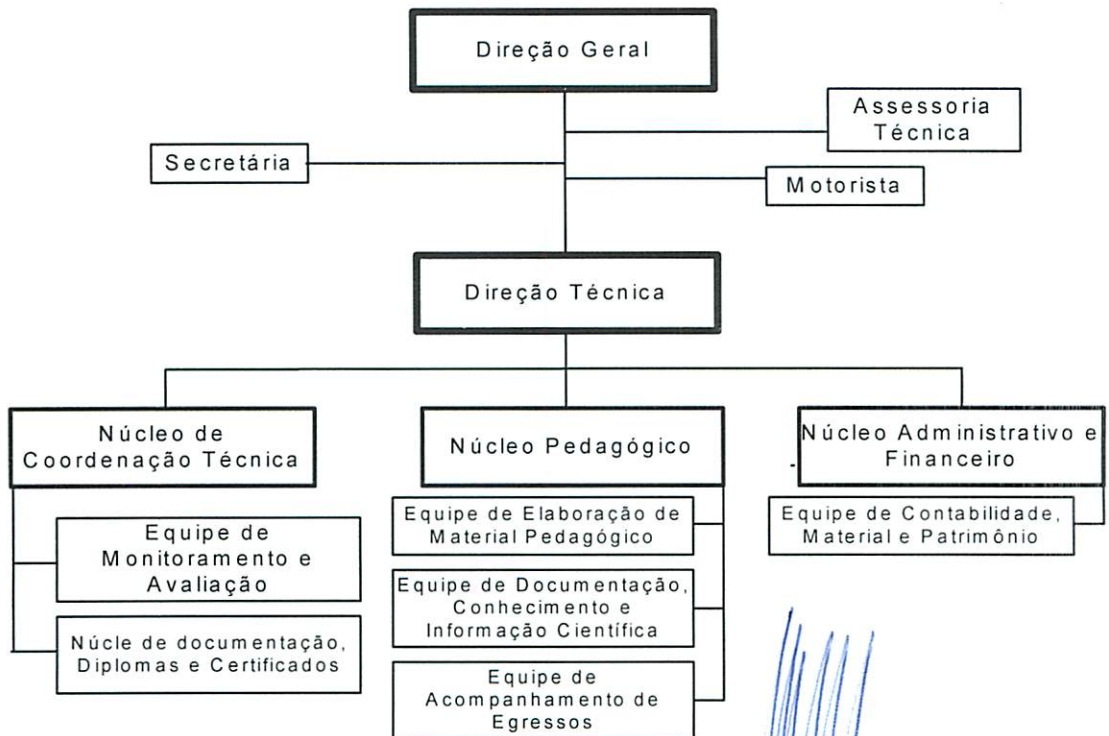 Direção Geral
Assessoria
Técnica
Secretária
Motorista
Direção Técnica
Núcleo de
Coordenação Técnica
Núcleo Pedagógico
Núcleo Administrativo e
Financeiro
Equipe de
Monitoramento e
Avaliação
Núcle de documentação,
Diplomas e Certificados
Equipe de Elaboração de
Material Pedagógico
Equipe de Documentação,
Conhecimento e
Informação Científica
Equipe de
Acompanhamento de
Egressos
Equipe de Contabilidade,
Material e Patrimônio